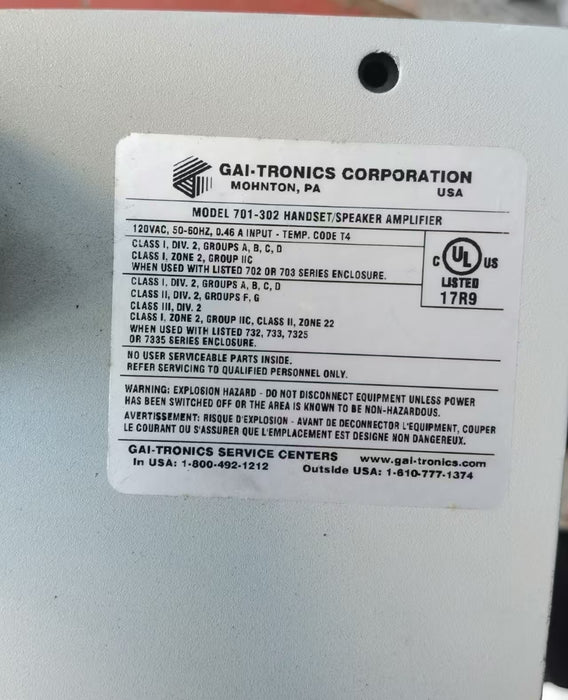 GAI-TRONICS CORPORATION
MOHNTON, PA USA
MODEL 701-302 HANDSET/SPEAKER AMPLIFIER
120VAC, 50-60HZ, 0.46 A INPUT - TEMP. CODE T4
CLASS I, DIV. 2, GROUPS A, B, C, D
CLASS I, ZONE 2, GROUP IIC
WHEN USED WITH LISTED 702 OR 703 SERIES ENCLOSURE.
C UL US
LISTED
17R9
CLASS I, DIV. 2, GROUPS A, B, C, D
CLASS II, DIV. 2, GROUPS F, G
CLASS III, DIV. 2
CLASS I, ZONE 2, GROUP IIC, CLASS II, ZONE 22
WHEN USED WITH LISTED 732, 733, 7325
OR 7335 SERIES ENCLOSURE.
NO USER SERVICEABLE PARTS INSIDE.
REFER SERVICING TO QUALIFIED PERSONNEL ONLY.
WARNING: EXPLOSION HAZARD - DO NOT DISCONNECT EQUIPMENT UNLESS POWER
HAS BEEN SWITCHED OFF OR THE AREA IS KNOWN TO BE NON-HAZARDOUS.
AVERTISSEMENT: RISQUE D'EXPLOSION - AVANT DE DECONNECTOR L'EQUIPMENT, COUPER
LE COURANT OU S'ASSURER QUE L'EMPLACEMENT EST DESIGNE NON DANGEREUX.
GAI-TRONICS SERVICE CENTERS www.gai-tronics.com
In USA: 1-800-492-1212 Outside USA: 1-610-777-1374